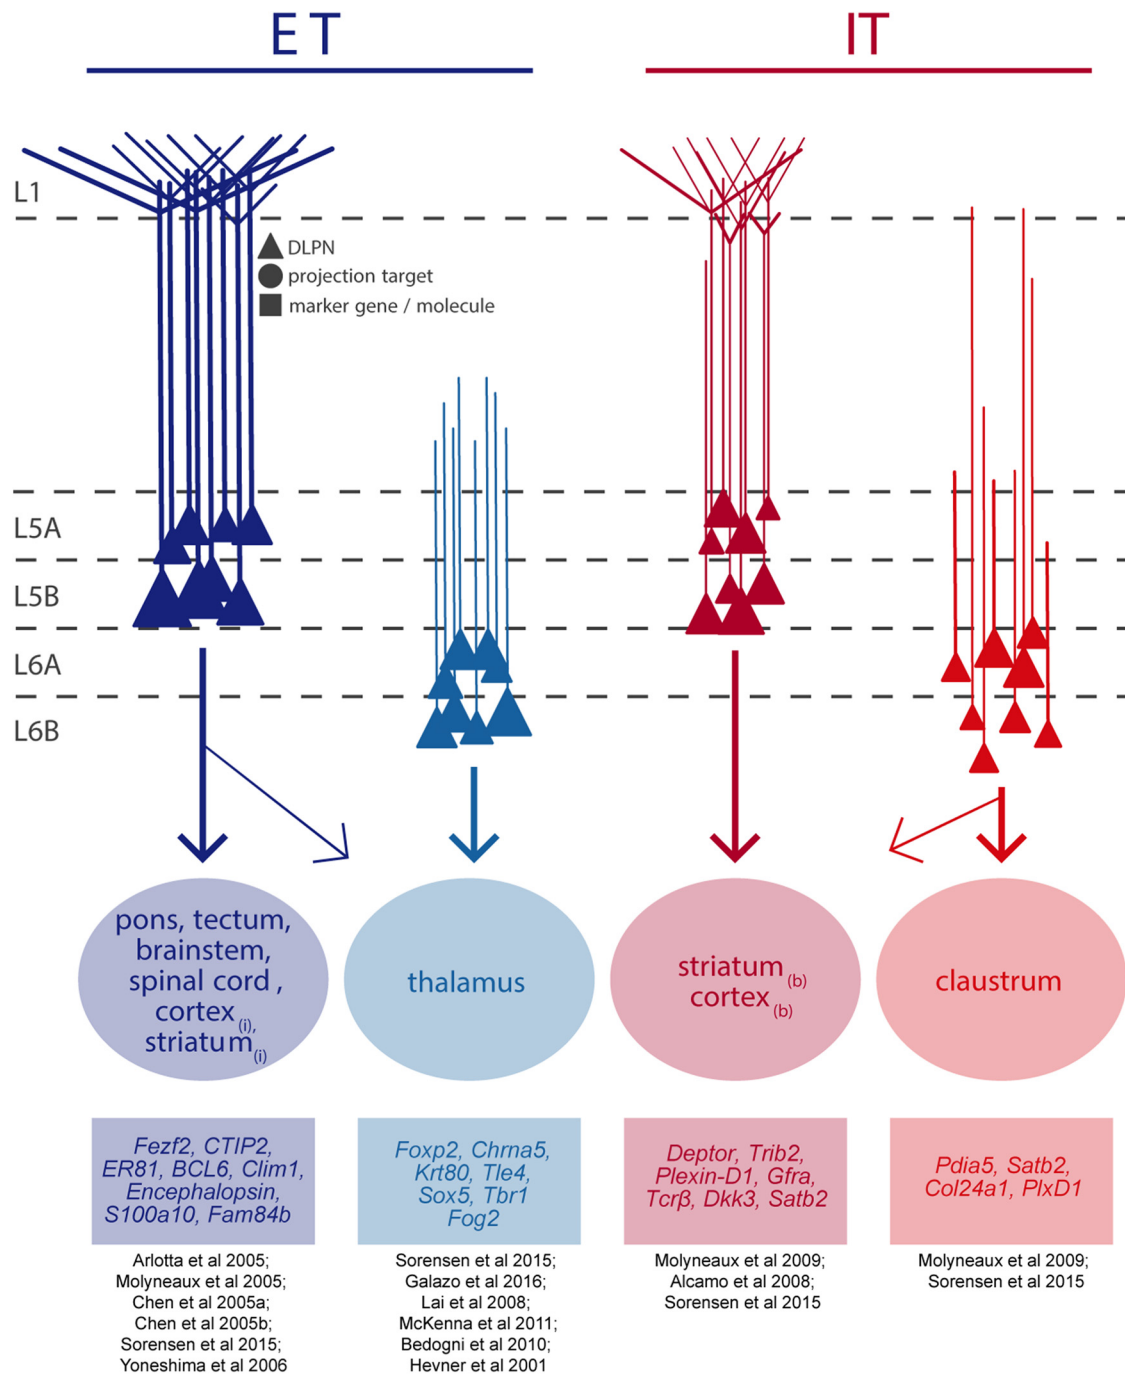 ET
IT
L1
DLPN
projection target
marker gene / molecule
L5A
L5B
L6A
L6B
pons, tectum,
brainstem,
spinal cord ,
cortex (i),
striatum (i)
thalamus
striatum (b)
cortex (b)
claustrum
Fezf2, CTIP2,
ER81, BCL6, Clim1,
Encephalopsin,
S100a10, Fam84b
Foxp2, Chrna5,
Krt80, Tle4,
Sox5, Tbr1
Fog2
Deptor, Trib2,
Plexin-D1, Gfra,
Tcrβ, Dkk3, Satb2
Pdia5, Satb2,
Col24a1, PlxD1
Arlotta et al 2005;
Molyneaux et al 2005;
Chen et al 2005a;
Chen et al 2005b;
Sorensen et al 2015;
Yoneshima et al 2006
Sorensen et al 2015;
Galazo et al 2016;
Lai et al 2008;
McKenna et al 2011;
Bedogni et al 2010;
Hevner et al 2001
Molyneaux et al 2009;
Alcamo et al 2008;
Sorensen et al 2015
Molyneaux et al 2009;
Sorensen et al 2015